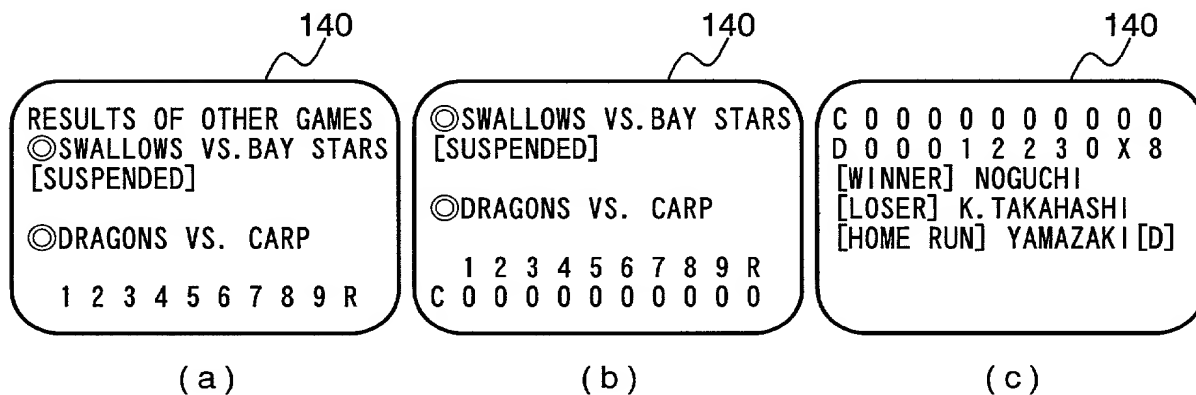 140
RESULTS OF OTHER GAMES
◎SWALLOWS VS.BAY STARS
[SUSPENDED]
◎DRAGONS VS. CARP
1 2 3 4 5 6 7 8 9 R
(a)
140
◎SWALLOWS VS.BAY STARS
[SUSPENDED]
◎DRAGONS VS. CARP
1 2 3 4 5 6 7 8 9 R
C 0 0 0 0 0 0 0 0 0 0
(b)
140
C 0 0 0 0 0 0 0 0 0 0
D 0 0 0 1 2 2 3 0 X 8
[WINNER] NOGUCHI
[LOSER] K.TAKAHASHI
[HOME RUN] YAMAZAKI[D]
(c)